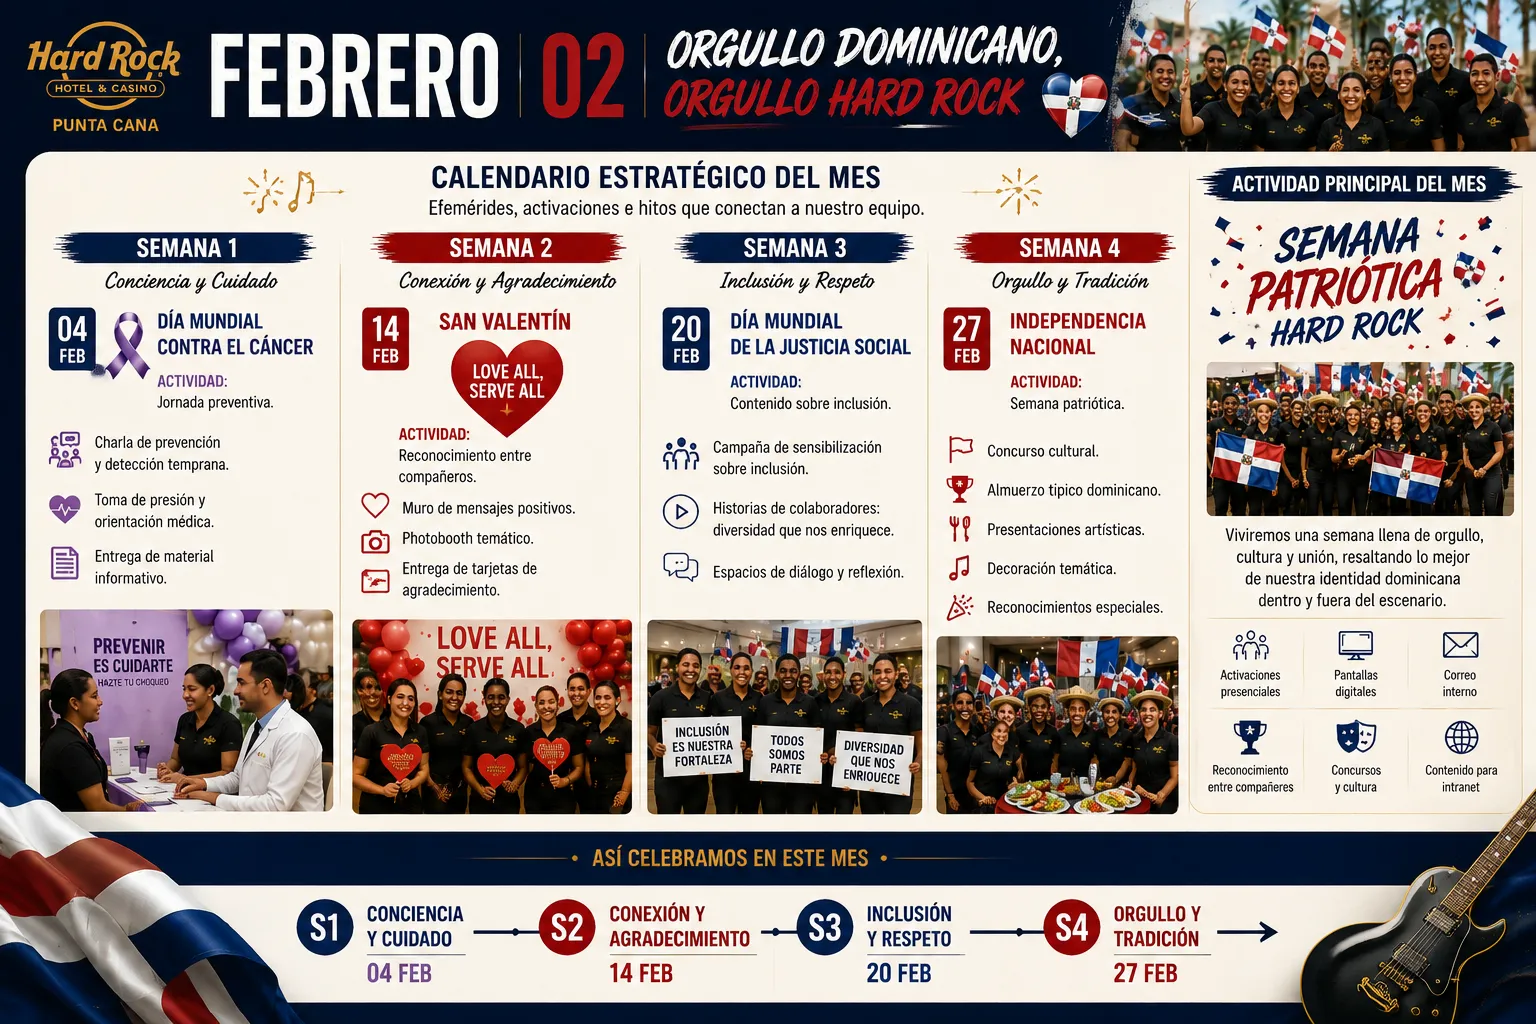 Hard Rock
HOTEL & CASINO
PUNTA CANA
FEBRERO
02
ORGULLO DOMINICANO,
ORGULLO HARD ROCK
CALENDARIO ESTRATÉGICO DEL MES
Efemérides, activaciones e hitos que conectan a nuestro equipo.
SEMANA 1
Conciencia y Cuidado
04
FEB
DÍA MUNDIAL
CONTRA EL CÁNCER
ACTIVIDAD:
Jornada preventiva.
Charla de prevención
y detección temprana.
Toma de presión y
orientación médica.
Entrega de material
informativo.
PREVENIR
ES CUIDARTE
HAZTE TU CHOQUEO
SEMANA 2
Conexión y Agradecimiento
14
FEB
SAN VALENTÍN
LOVE ALL,
SERVE ALL
ACTIVIDAD:
Reconocimiento entre
compañeros.
Muro de mensajes positivos.
Photobooth temático.
Entrega de tarjetas de
agradecimiento.
LOVE ALL,
SERVE ALL
SEMANA 3
Inclusión y Respeto
20
FEB
DÍA MUNDIAL
DE LA JUSTICIA SOCIAL
ACTIVIDAD:
Contenido sobre inclusión.
Campaña de sensibilización
sobre inclusión.
Historias de colaboradores:
diversidad que nos enriquece.
Espacios de diálogo y reflexión.
INCLUSIÓN
ES NUESTRA
FORTALEZA
TODOS
SOMOS
PARTE
DIVERSIDAD
QUE NOS
ENRIOUECE
SEMANA 4
Orgullo y Tradición
27
FEB
INDEPENDENCIA
NACIONAL
ACTIVIDAD:
Semana patriótica.
Concurso cultural.
Almuerzo tipico dominicano.
Presentaciones artísticas.
Decoración temática.
Reconocimientos especiales.
ACTIVIDAD PRINCIPAL DEL MES
SEMANA
PATRIÓTICA
HARD ROCK
Viviremos una semana llena de orgullo,
cultura y unión, resaltando lo mejor
de nuestra identidad dominicana
dentro y fuera del escenario.
Activaciones
presenciales
Pantallas
digitales
Correo
interno
Reconocimiento
entre compañeres
Concursos
y cultura
Contenido para
intranet
• ASÍ CELEBRAMOS EN ESTE MES •
S1
CONCIENCIA
Y CUIDADO
04 FEB
S2
CONEXIÓN Y
AGRADECIMIENTO
14 FEB
S3
INCLUSIÓN
Y RESPETO
20 FEB
S4
ORGULLO Y
TRADICIÓN
27 FEB